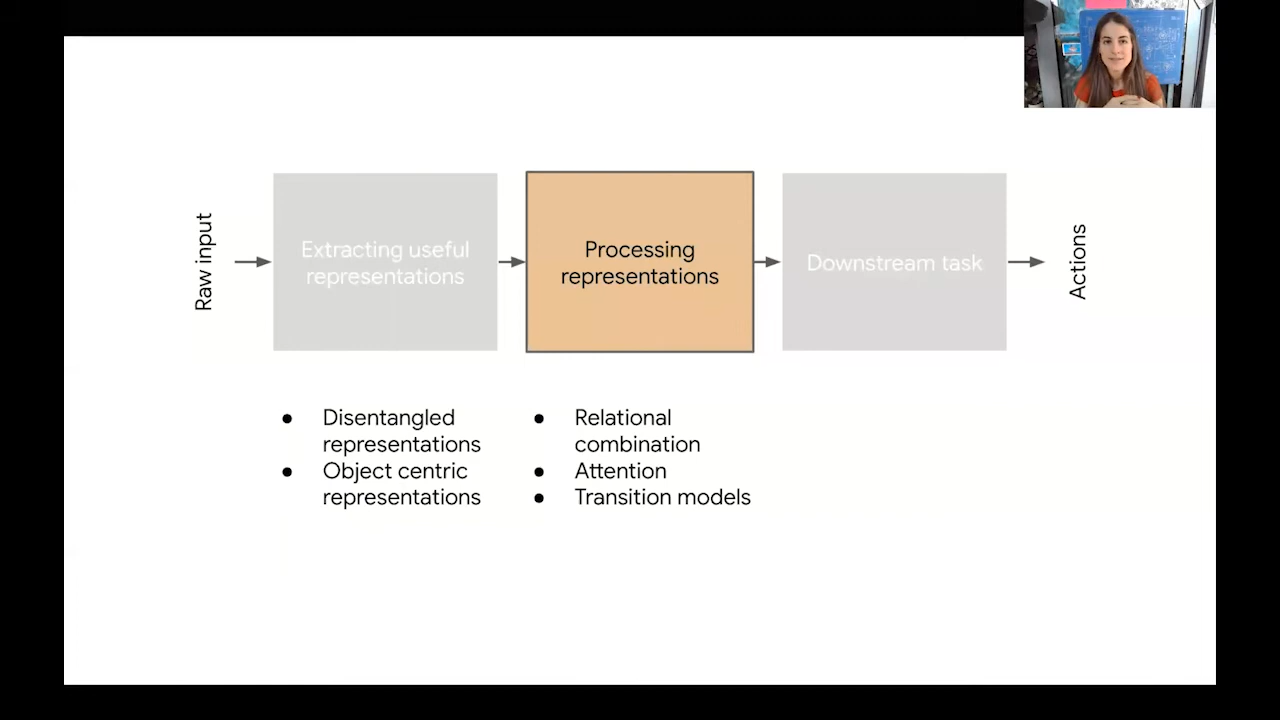 Raw input
Extracting useful
representations
Processing
representations
Downstream task
Actions
● Disentangled
representations
● Object centric
representations
● Relational
combination
● Attention
● Transition models